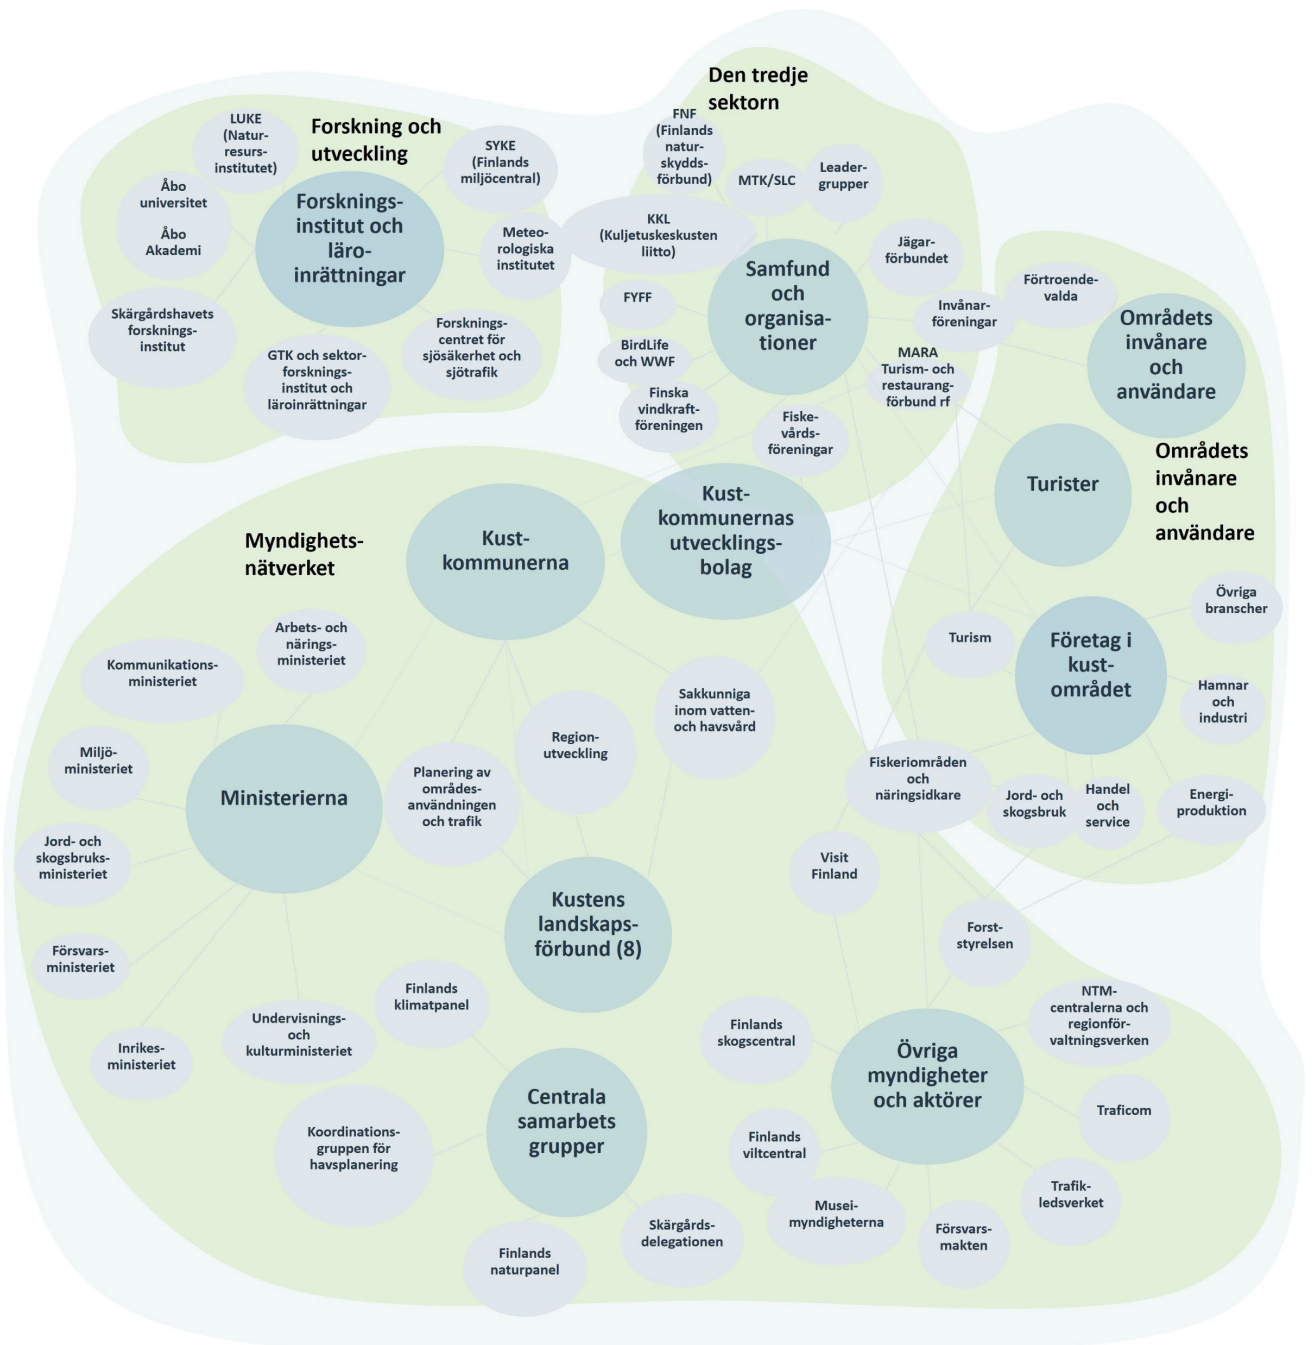 Den tredje
sektorn
Forskning och
utveckling
LUKE
(Natur-
resurs-
institutet)
SYKE
(Finlands
miljöcentral)
Åbo
universitet
Åbo
Akademi
Forsknings-
institut och
läro-
inrättningar
Meteo-
rologiska
institutet
Skärgårdshavets
forsknings-
institut
GTK och sektor-
forsknings-
institut och
läroinrättningar
Forsknings-
centret för
sjösäkerhet och
sjötrafik
FNF
(Finlands
natur-
skydds-
förbund)
MTK/SLC
Leader-
grupper
KKL
(Kuljetuskeskusten
liitto)
Jägar-
förbundet
Samfund
och
organisa-
tioner
FYFF
Invånar-
föreningar
BirdLife
och WWF
MARA
Turism- och
restaurang-
förbund rf
Finska
vindkraft-
föreningen
Fiske-
vårds-
föreningar
Förtroende-
valda
Områdets
invånare
och
användare
Områdets
invånare
och
användare
Turister
Övriga
branscher
Turism
Företag i
kust-
området
Hamnar
och
industri
Fiskeriområden
och
näringsidkare
Jord- och
skogsbruk
Handel
och
service
Energi-
produktion
Myndighets-
nätverket
Kust-
kommunerna
Kust-
kommunernas
utvecklings-
bolag
Arbets- och
närings-
ministeriet
Kommunikations-
ministeriet
Miljö-
ministeriet
Ministerierna
Jord- och
skogsbruks-
ministeriet
Försvars-
ministeriet
Inrikes-
ministeriet
Undervisnings-
och
kulturministeriet
Planering av
områdes-
användningen
och trafik
Region-
utveckling
Sakkunniga
inom vatten-
och havsvård
Kustens
landskaps-
förbund (8)
Finlands
klimatpanel
Centrala
samarbets
grupper
Koordinations-
gruppen för
havsplanering
Finlands
naturpanel
Skärgårds-
delegationen
Visit
Finland
Forst-
styrelsen
Finlands
skogscentral
Övriga
myndigheter
och aktörer
NTM-
centralerna och
regionför-
valtningsverken
Traficom
Finlands
viltcentral
Trafik-
ledsverket
Musei-
myndigheterna
Försvars-
makten